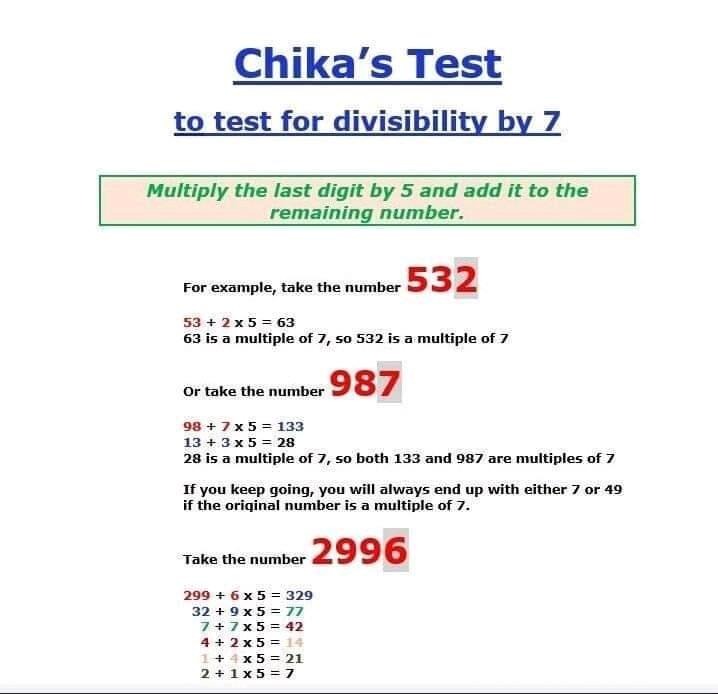 Chika's Test
to test for divisibility by 7
Multiply the last digit by 5 and add it to the
remaining number.
For example, take the number 532
53 + 2 x 5 = 63
63 is a multiple of 7, so 532 is a multiple of 7
Or take the number 987
98 + 7 x 5 = 133
13 + 3 x 5 = 28
28 is a multiple of 7, so both 133 and 987 are multiples of 7
If you keep going, you will always end up with either 7 or 49
if the original number is a multiple of 7.
Take the number 2996
299 + 6 x 5 = 329
32 + 9 x 5 = 77
7 + 7 x 5 = 42
4 + 2 x 5 = 14
1 + 4 x 5 = 21
2 + 1 x 5 = 7